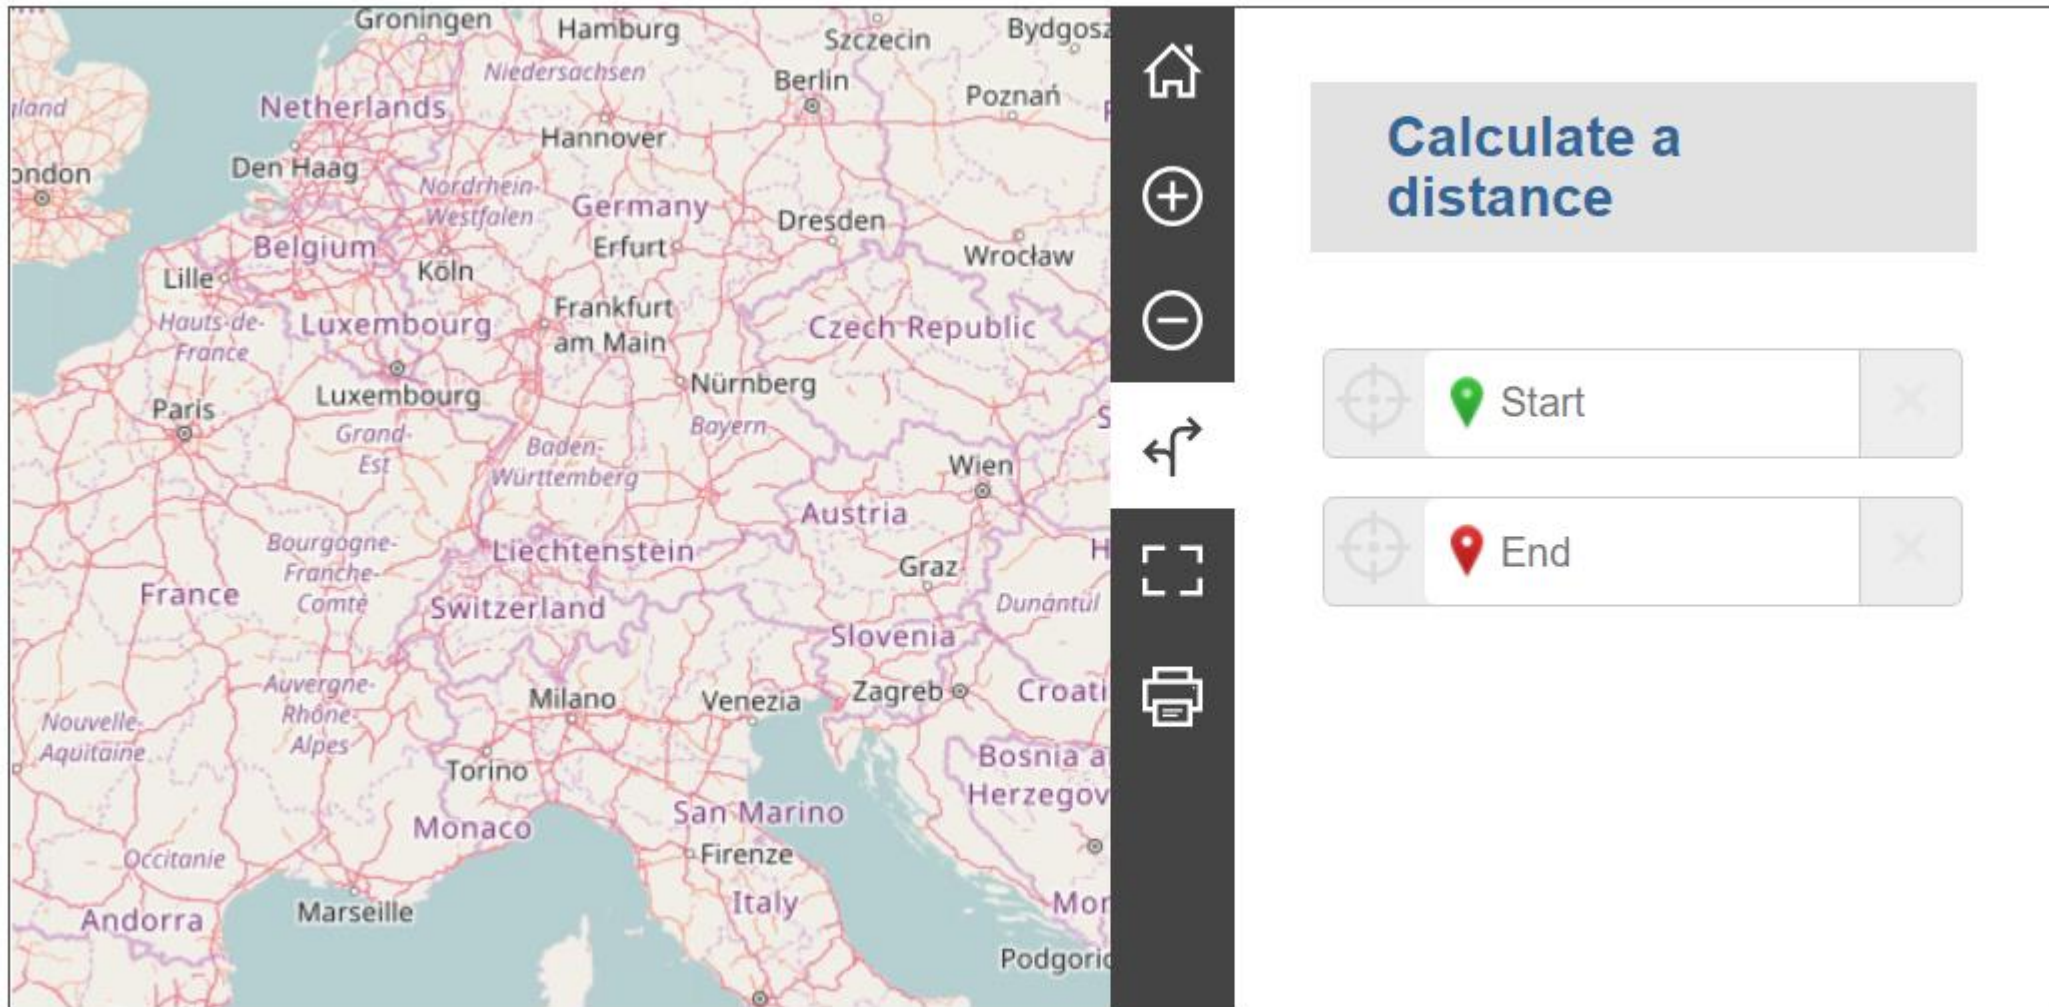 Groningen
Hamburg
Szczecin
Niedersachsen
Berlin
Poznań
Netherlands
Hannover
Den Haag
Nordrhein-
Westfalen
Germany
Dresden
Belgium
Erfurt
Wrocław
Lille
Köln
Frankfurt
am Main
Hauts-de-
France
Luxembourg
Czech Republic
Luxembourg
Nürnberg
Paris
Grand-
Est
Baden-
Württemberg
Bayern
Wien
Austria
Bourgogne-
Franche-
Comté
Liechtenstein
Graz
France
Switzerland
Dunántúl
Slovenia
Auvergne-
Rhône-
Alpes
Milano
Venezia
Zagreb
Croati
Nouvelle-
Aquitaine
Torino
Bosnia a
Herzegov
Monaco
San Marino
Occitanie
Firenze
Andorra
Marseille
Italy
Mor
Podgoric
Calculate a
distance
Start
End